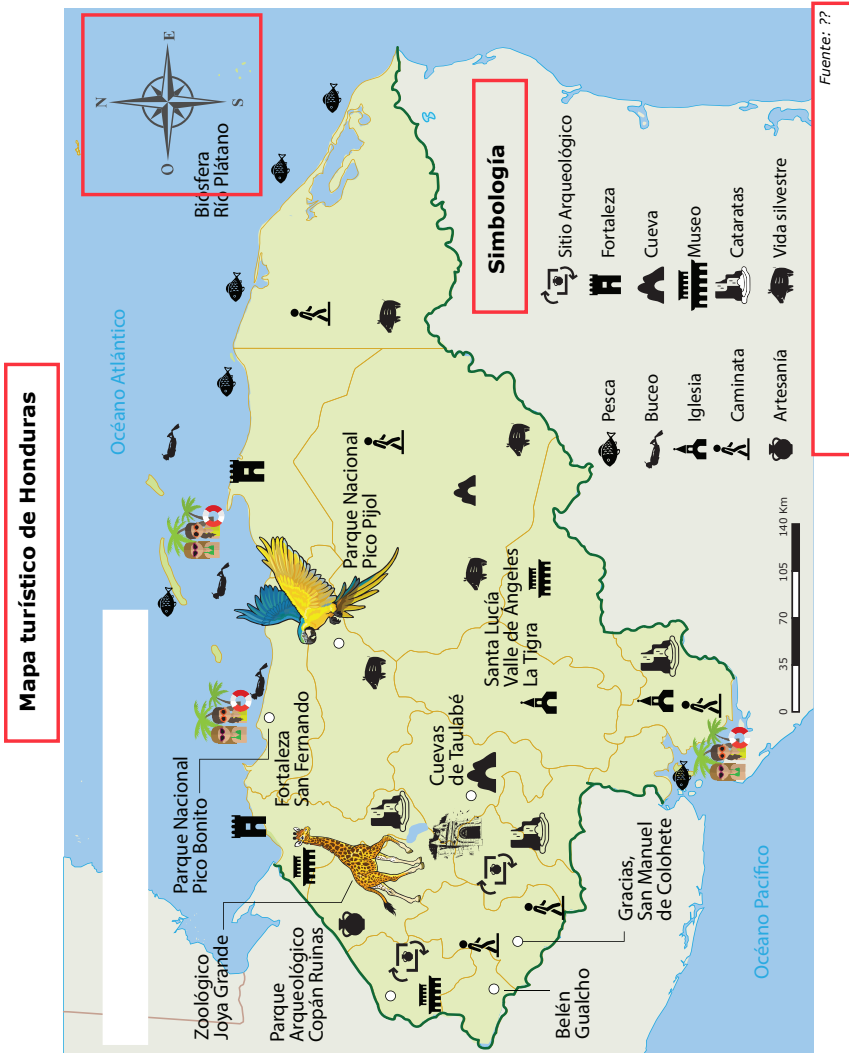 Mapa turístico de Honduras
Océano Atlántico
N
O
E
S
Biósfera
Río Plátano
Parque Nacional
Pico Bonito
Zoológico
Joya Grande
Fortaleza
San Fernando
Parque
Arqueológico
Copán Ruinas
Parque Nacional
Pico Pijol
Cuevas
de Taulabé
Santa Lucía
Valle de Ángeles
La Tigra
Belén
Gualcho
Gracias,
San Manuel
de Colohete
Océano Pacífico
0 35 70 105 140 Km
Simbología
Pesca
Buceo
Iglesia
Caminata
Artesanía
Sitio Arqueológico
Fortaleza
Cueva
Museo
Cataratas
Vida silvestre
Fuente: ??